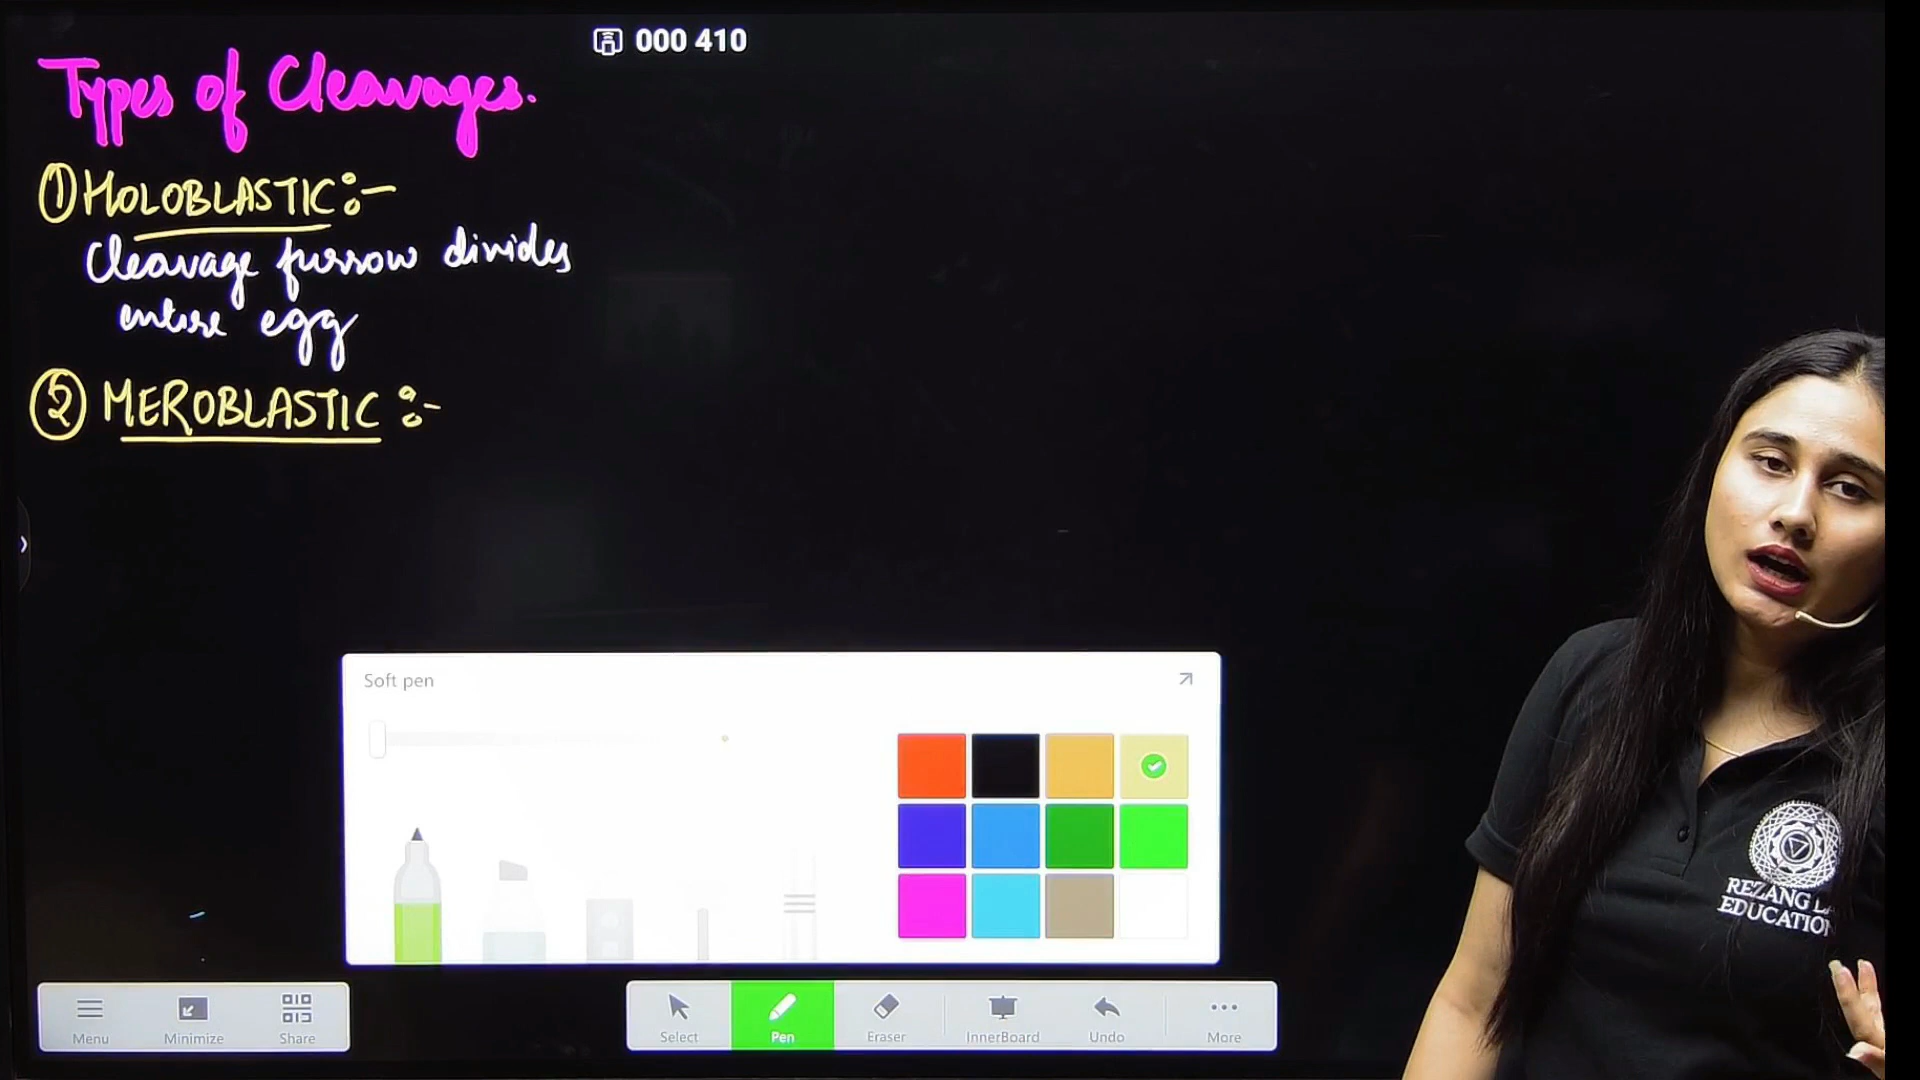 000 410
Types of Cleavages.
① HOLOBLASTIC :-
Cleavage furrow divides
entire egg
② MEROBLASTIC :-
Soft pen
REZANG LA
EDUCATION
Menu Minimize Share Select Pen Eraser InnerBoard Undo More